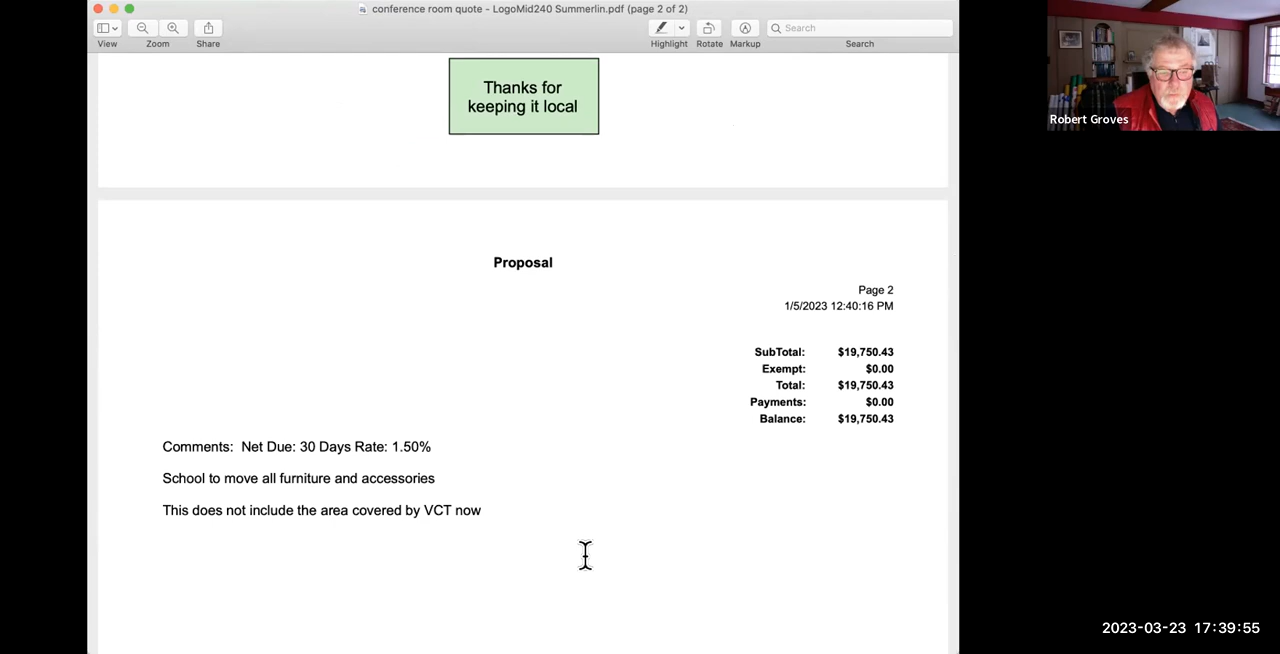 conference room quote - LogoMid240 Summerlin.pdf (page 2 of 2)
View
Zoom
Share
Highlight
Rotate
Markup
Search
Search
Thanks for
keeping it local
Robert Groves
Proposal
Page 2
1/5/2023 12:40:16 PM
SubTotal: $19,750.43
Exempt: $0.00
Total: $19,750.43
Payments: $0.00
Balance: $19,750.43
Comments: Net Due: 30 Days Rate: 1.50%
School to move all furniture and accessories
This does not include the area covered by VCT now
2023-03-23 17:39:55